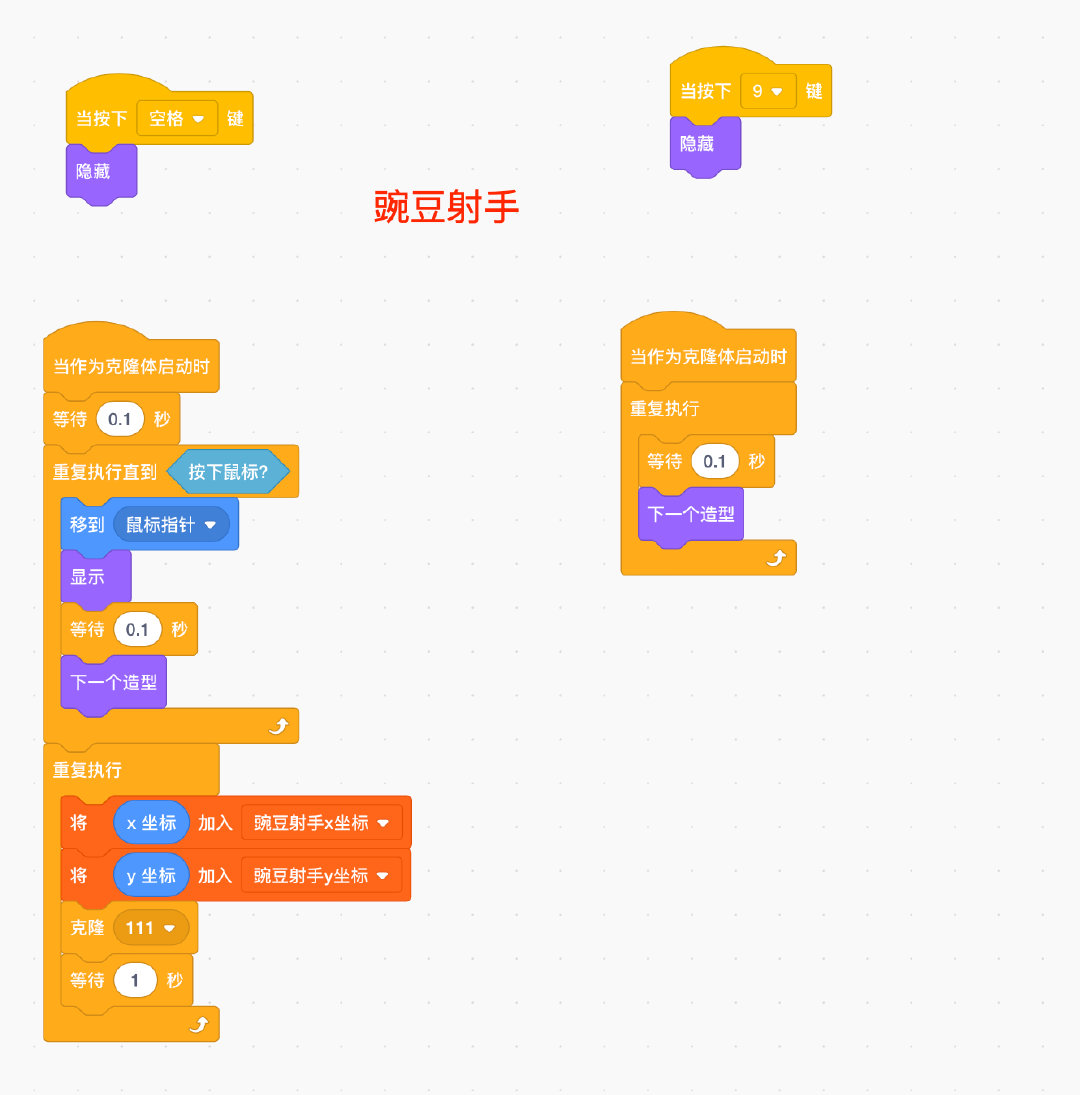 当按下 空格 键
隐藏
当按下 9 键
隐藏
豌豆射手
当作为克隆体启动时
等待 0.1 秒
重复执行直到 按下鼠标?
移到 鼠标指针
显示
等待 0.1 秒
下一个造型
重复执行
将 x 坐标 加入 豌豆射手x坐标
将 y 坐标 加入 豌豆射手y坐标
克隆 111
等待 1 秒
当作为克隆体启动时
重复执行
等待 0.1 秒
下一个造型